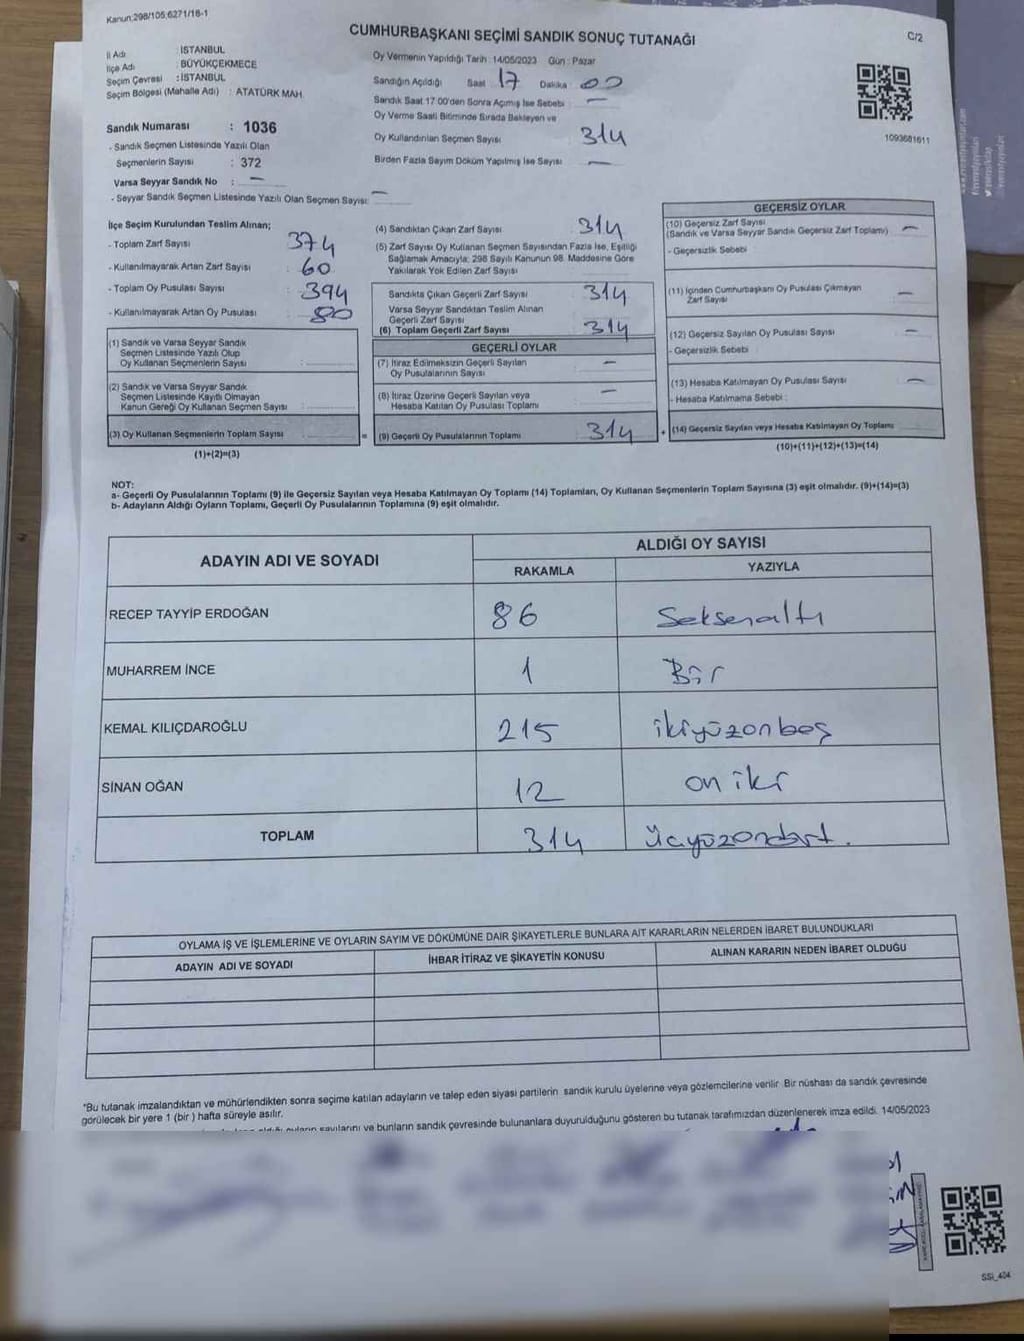 Kanun:298/105;6271/18-1
CUMHURBAŞKANI SEÇİMİ SANDIK SONUÇ TUTANAĞI
C/2
İl Adı : İSTANBUL
İlçe Adı : BÜYÜKÇEKMECE
Seçim Çevresi : İSTANBUL
Seçim Bölgesi (Mahalle Adı) : ATATÜRK MAH.
Sandık Numarası : 1036
- Sandık Seçmen Listesinde Yazılı Olan
Seçmenlerin Sayısı : 372
Varsa Seyyar Sandık No : —
- Seyyar Sandık Seçmen Listesinde Yazılı Olan Seçmen Sayısı: —
Oy Vermenin Yapıldığı Tarih : 14/05/2023 Gün : Pazar
Sandığın Açıldığı Saat : 17 Dakika : 00
Sandık Saat 17.00'den Sonra Açımış İse Sebebi : —
Oy Verme Saati Bitiminde Sırada Bekleyen ve
Oy Kullandırılan Seçmen Sayısı : 314
Birden Fazla Sayım Döküm Yapılmış İse Sayısı : —
1093681611
İlçe Seçim Kurulundan Teslim Alınan;
- Toplam Zarf Sayısı : 374
- Kullanılmayarak Artan Zarf Sayısı : 60
- Toplam Oy Pusulası Sayısı : 394
- Kullanılmayarak Artan Oy Pusulası : 80
(1) Sandık ve Varsa Seyyar Sandık
Seçmen Listesinde Yazılı Olup
Oy Kullanan Seçmenlerin Sayısı :
(2) Sandık ve Varsa Seyyar Sandık
Seçmen Listesinde Kayıtlı Olmayan
Kanun Gereği Oy Kullanan Seçmen Sayısı :
(3) Oy Kullanan Seçmenlerin Toplam Sayısı :
(1)+(2)=(3)
(4) Sandıktan Çıkan Zarf Sayısı : 314
(5) Zarf Sayısı Oy Kullanan Seçmen Sayısından Fazla İse, Eşitliği
Sağlamak Amacıyla; 298 Sayılı Kanunun 98. Maddesine Göre
Yakılarak Yok Edilen Zarf Sayısı :
Sandıkta Çıkan Geçerli Zarf Sayısı : 314
Varsa Seyyar Sandıktan Teslim Alınan
Geçerli Zarf Sayısı :
(6) Toplam Geçerli Zarf Sayısı : 314
GEÇERLİ OYLAR
(7) İtiraz Edilmeksizin Geçerli Sayılan : —
Oy Pusulalarının Sayısı
(8) İtiraz Üzerine Geçerli Sayılan veya : —
Hesaba Katılan Oy Pusulası Toplamı
= (9) Geçerli Oy Pusulalarının Toplamı : 314 +
GEÇERSİZ OYLAR
(10) Geçersiz Zarf Sayısı
(Sandık ve Varsa Seyyar Sandık Geçersiz Zarf Toplamı) : —
- Geçersizlik Sebebi :
(11) İçinden Cumhurbaşkanı Oy Pusulası Çıkmayan : —
Zarf Sayısı
(12) Geçersiz Sayılan Oy Pusulası Sayısı : —
- Geçersizlik Sebebi :
(13) Hesaba Katılmayan Oy Pusulası Sayısı : —
- Hesaba Katılmama Sebebi :
(14) Geçersiz Sayılan veya Hesaba Katılmayan Oy Toplamı
(10)+(11)+(12)+(13)=(14)
NOT:
a- Geçerli Oy Pusulalarının Toplamı (9) ile Geçersiz Sayılan veya Hesaba Katılmayan Oy Toplamı (14) Toplamları, Oy Kullanan Seçmenlerin Toplam Sayısına (3) eşit olmalıdır. (9)+(14)=(3)
b- Adayların Aldığı Oyların Toplamı, Geçerli Oy Pusulalarının Toplamına (9) eşit olmalıdır.
ADAYIN ADI VE SOYADI ALDIĞI OY SAYISI
RAKAMLA YAZIYLA
RECEP TAYYİP ERDOĞAN 86 Seksenaltı
MUHARREM İNCE 1 Bir
KEMAL KILIÇDAROĞLU 215 ikiyüzonbeş
SİNAN OĞAN 12 on iki
TOPLAM 314 Üçyüzondört.
OYLAMA İŞ VE İŞLEMLERİNE VE OYLARIN SAYIM VE DÖKÜMÜNE DAİR ŞİKAYETLERLE BUNLARA AİT KARARLARIN NELERDEN İBARET BULUNDUKLARI
ADAYIN ADI VE SOYADI İHBAR İTİRAZ VE ŞİKAYETİN KONUSU ALINAN KARARIN NEDEN İBARET OLDUĞU
*Bu tutanak imzalandıktan ve mühürlendikten sonra seçime katılan adayların ve talep eden siyasi partilerin sandık kurulu üyelerine veya gözlemcilerine verilir. Bir nüshası da sandık çevresinde
görülecek bir yere 1 (bir) hafta süreyle asılır.
oyların sayılarını ve bunların sandık çevresinde bulunanlara duyurulduğunu gösteren bu tutanak tarafımızdan düzenlenerek imza edildi. 14/05/2023
SSİ_404